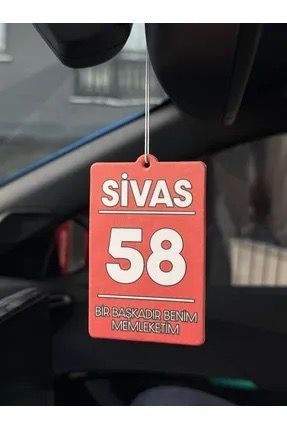 SİVAS
58
BİR BAŞKADIR BENİM
MEMLEKETİM